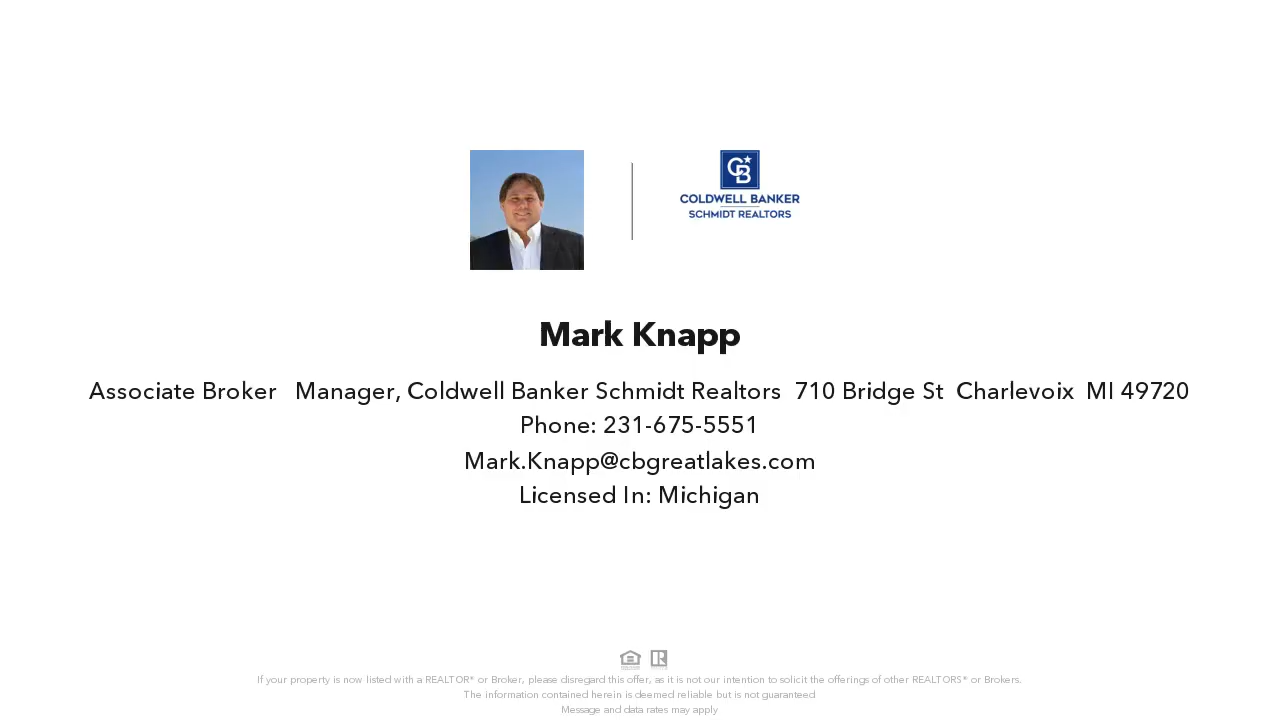 CB
COLDWELL BANKER
SCHMIDT REALTORS
Mark Knapp
Associate Broker   Manager, Coldwell Banker Schmidt Realtors  710 Bridge St  Charlevoix  MI 49720
Phone: 231-675-5551
Mark.Knapp@cbgreatlakes.com
Licensed In: Michigan
If your property is now listed with a REALTOR® or Broker, please disregard this offer, as it is not our intention to solicit the offerings of other REALTORS® or Brokers.
The information contained herein is deemed reliable but is not guaranteed
Message and data rates may apply